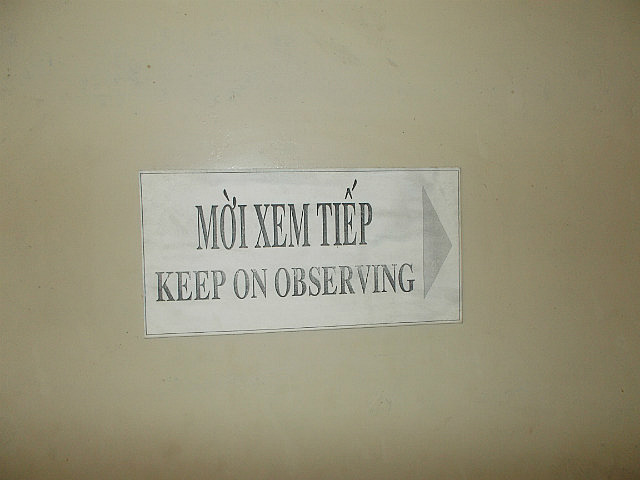 MỜI XEM TIẾP
KEEP ON OBSERVING